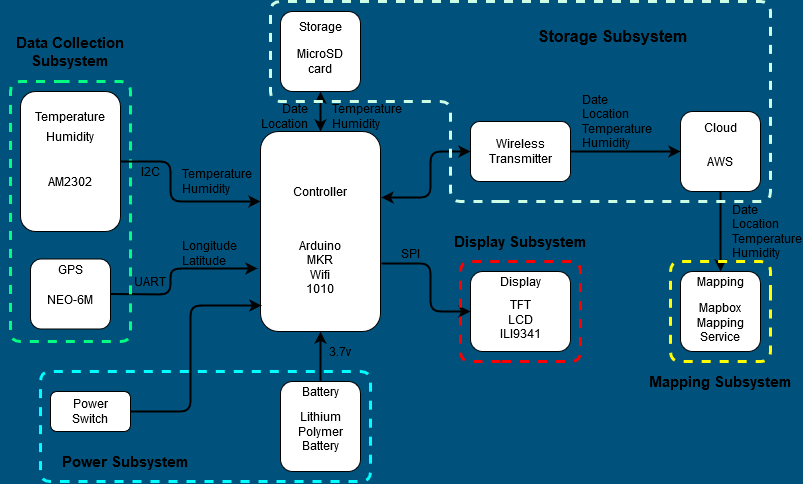 Data Collection
Subsystem
Temperature
Humidity
AM2302
GPS
NEO-6M
I2C
Temperature
Humidity
UART
Longitude
Latitude
Storage
MicroSD
card
Date
Location
Temperature
Humidity
Controller
Arduino
MKR
Wifi
1010
Storage Subsystem
Wireless
Transmitter
Date
Location
Temperature
Humidity
Cloud
AWS
Date
Location
Temperature
Humidity
Display Subsystem
SPI
Display
TFT
LCD
ILI9341
Mapping
Mapbox
Mapping
Service
Mapping Subsystem
3.7v
Power
Switch
Battery
Lithium
Polymer
Battery
Power Subsystem